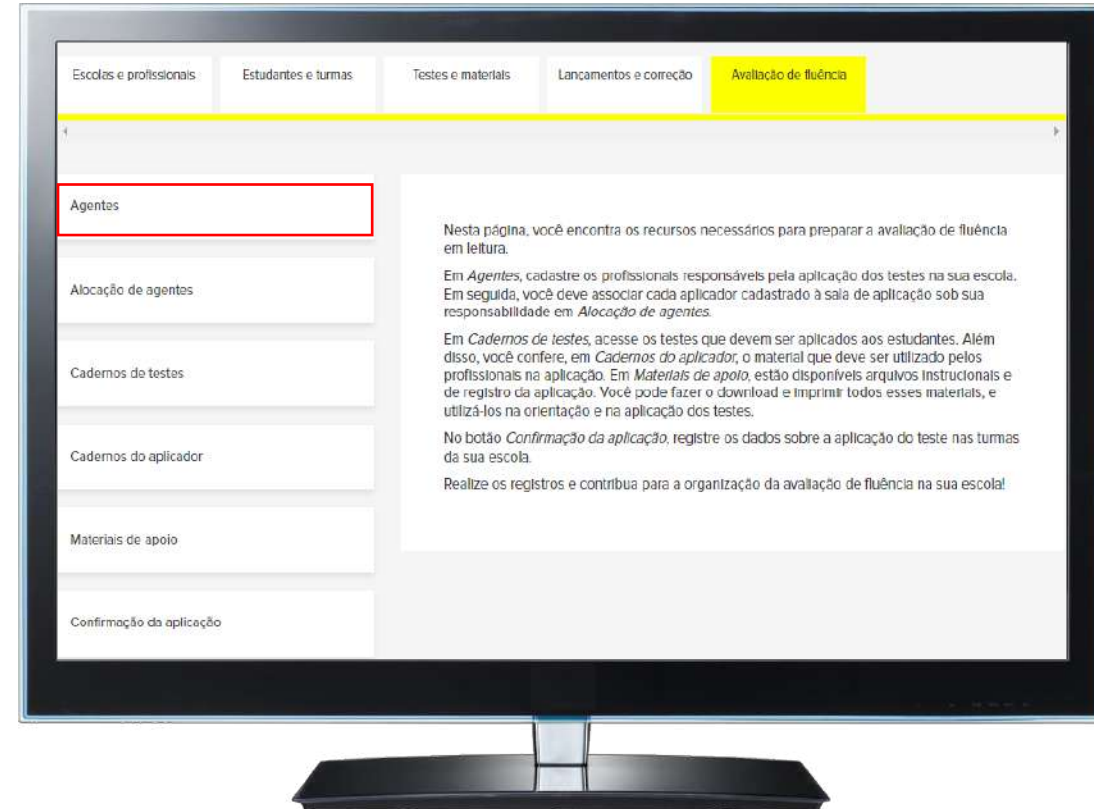 Escolas e profissionais
Estudantes e turmas
Testes e materiais
Lançamentos e correção
Avaliação de fluência
Agentes
Alocação de agentes
Cadernos de testes
Cadernos do aplicador
Materiais de apoio
Confirmação da aplicação
Nesta página, você encontra os recursos necessários para preparar a avaliação de fluência
em leitura.
Em Agentes, cadastre os profissionais responsáveis pela aplicação dos testes na sua escola.
Em seguida, você deve associar cada aplicador cadastrado à sala de aplicação sob sua
responsabilidade em Alocação de agentes.
Em Cadernos de testes, acesse os testes que devem ser aplicados aos estudantes. Além
disso, você confere, em Cadernos do aplicador, o material que deve ser utilizado pelos
profissionais na aplicação. Em Materiais de apoio, estão disponíveis arquivos instrucionais e
de registro da aplicação. Você pode fazer o download e imprimir todos esses materiais, e
utilizá-los na orientação e na aplicação dos testes.
No botão Confirmação da aplicação, registre os dados sobre a aplicação do teste nas turmas
da sua escola.
Realize os registros e contribua para a organização da avaliação de fluência na sua escola!